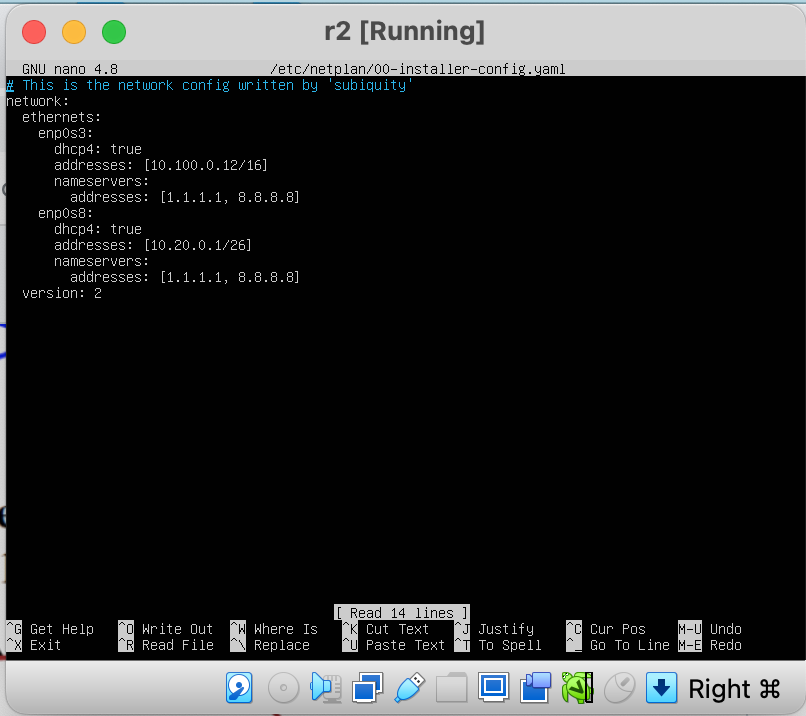 r2 [Running]
GNU nano 4.8 /etc/netplan/00-installer-config.yaml
# This is the network config written by 'subiquity'
network:
  ethernets:
    enp0s3:
      dhcp4: true
      addresses: [10.100.0.12/16]
      nameservers:
        addresses: [1.1.1.1, 8.8.8.8]
    enp0s8:
      dhcp4: true
      addresses: [10.20.0.1/26]
      nameservers:
        addresses: [1.1.1.1, 8.8.8.8]
  version: 2
[ Read 14 lines ]
^G Get Help ^O Write Out ^W Where Is ^K Cut Text ^J Justify ^C Cur Pos M-U Undo
^X Exit ^R Read File ^\ Replace ^U Paste Text ^T To Spell ^_ Go To Line M-E Redo
Right ⌘